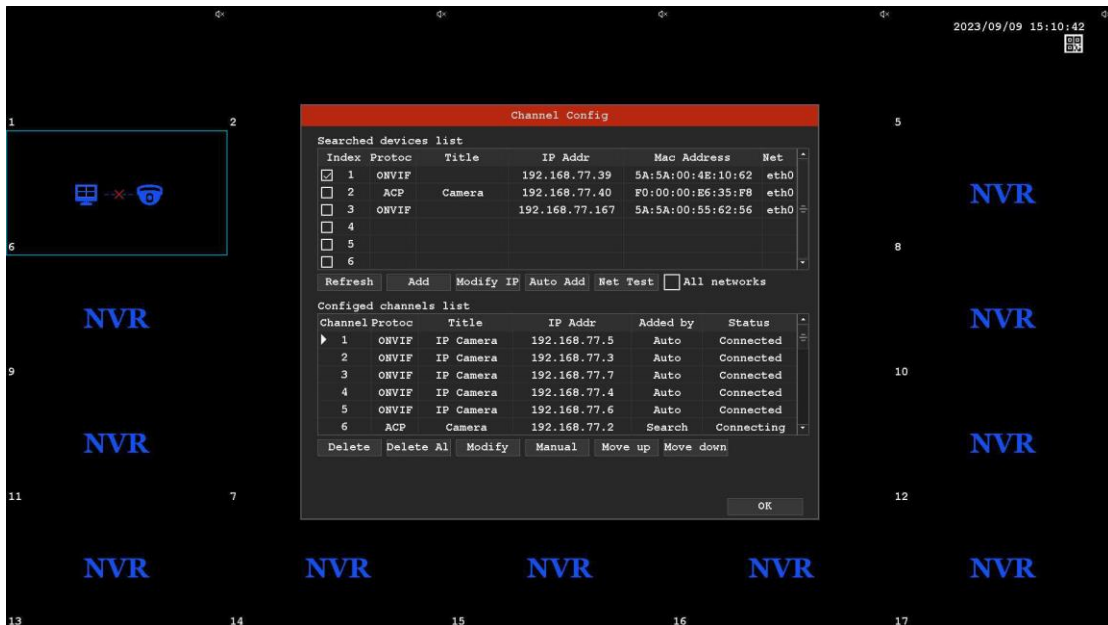 2023/09/09 15:10:42
1 2 5
Channel Config
Searched devices list
Index Protoc Title IP Addr Mac Address Net
1 ONVIF 192.168.77.39 5A:5A:00:4E:10:62 eth0
2 ACP Camera 192.168.77.40 F0:00:00:E6:35:F8 eth0
3 ONVIF 192.168.77.167 5A:5A:00:55:62:56 eth0
4
5
6
NVR
6 8
Refresh Add Modify IP Auto Add Net Test All networks
Configed channels list
Channel Protoc Title IP Addr Added by Status
1 ONVIF IP Camera 192.168.77.5 Auto Connected
2 ONVIF IP Camera 192.168.77.3 Auto Connected
3 ONVIF IP Camera 192.168.77.7 Auto Connected
4 ONVIF IP Camera 192.168.77.4 Auto Connected
5 ONVIF IP Camera 192.168.77.6 Auto Connected
6 ACP Camera 192.168.77.2 Search Connecting
NVR NVR
9 10
Delete Delete Al Modify Manual Move up Move down
NVR NVR
11 7 12
OK
NVR NVR NVR NVR NVR
13 14 15 16 17